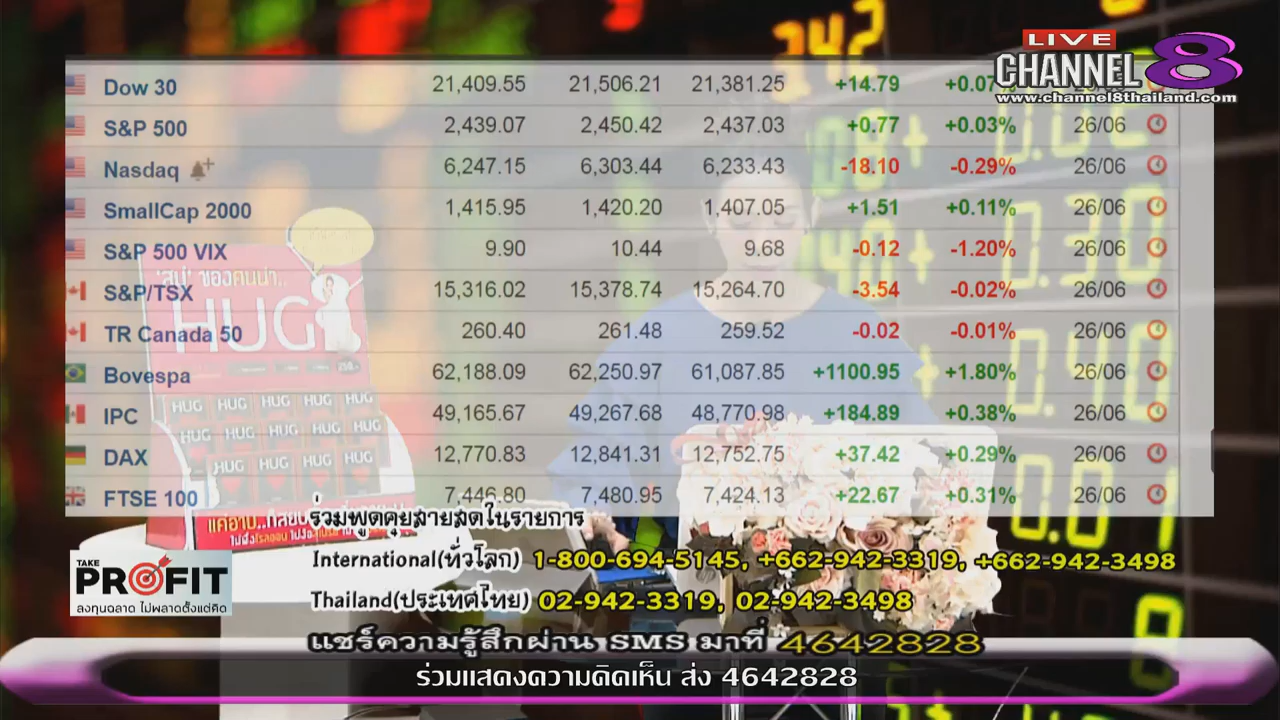 LIVE
CHANNEL 8
www.channel8thailand.com
Dow 30 21,409.55 21,506.21 21,381.25 +14.79 +0.07
S&P 500 2,439.07 2,450.42 2,437.03 +0.77 +0.03% 26/06
Nasdaq 6,247.15 6,303.44 6,233.43 -18.10 -0.29% 26/06
SmallCap 2000 1,415.95 1,420.20 1,407.05 +1.51 +0.11% 26/06
S&P 500 VIX 9.90 10.44 9.68 -0.12 -1.20% 26/06
S&P/TSX 15,316.02 15,378.74 15,264.70 -3.54 -0.02% 26/06
TR Canada 50 260.40 261.48 259.52 -0.02 -0.01% 26/06
Bovespa 62,188.09 62,250.97 61,087.85 +1100.95 +1.80% 26/06
IPC 49,165.67 49,267.68 48,770.98 +184.89 +0.38% 26/06
DAX 12,770.83 12,841.31 12,752.75 +37.42 +0.29% 26/06
FTSE 100 7,446.80 7,480.95 7,424.13 +22.67 +0.31% 26/06
HUG
HUG HUG HUG HUG HUG
HUG HUG HUG HUG HUG
HUG HUG HUG HUG
ร่วมพูดคุยสายสดในรายการ
International(ทั่วโลก) 1-800-694-5145, +662-942-3319, +662-942-3498
Thailand(ประเทศไทย) 02-942-3319, 02-942-3498
TAKE
PROFIT
ลงทุนฉลาด ไม่พลาดตั้งแต่คิด
แชร์ความรู้สึกผ่าน SMS มาที่ 4642828
ร่วมแสดงความคิดเห็น ส่ง 4642828